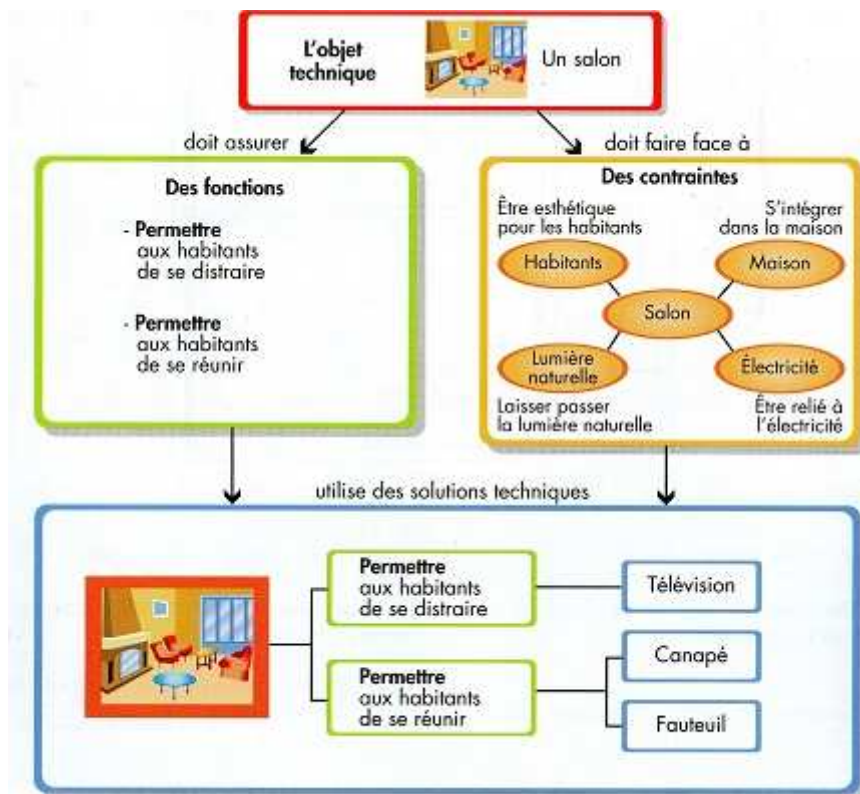 L'objet
technique
Un salon
doit assurer
doit faire face à
Des fonctions
- Permettre
aux habitants
de se distraire
- Permettre
aux habitants
de se réunir
Des contraintes
Être esthétique
pour les habitants
S'intégrer
dans la maison
Habitants
Maison
Salon
Lumière
naturelle
Électricité
Laisser passer
la lumière naturelle
Être relié à
l'électricité
utilise des solutions techniques
Permettre
aux habitants
de se distraire
Télévision
Permettre
aux habitants
de se réunir
Canapé
Fauteuil